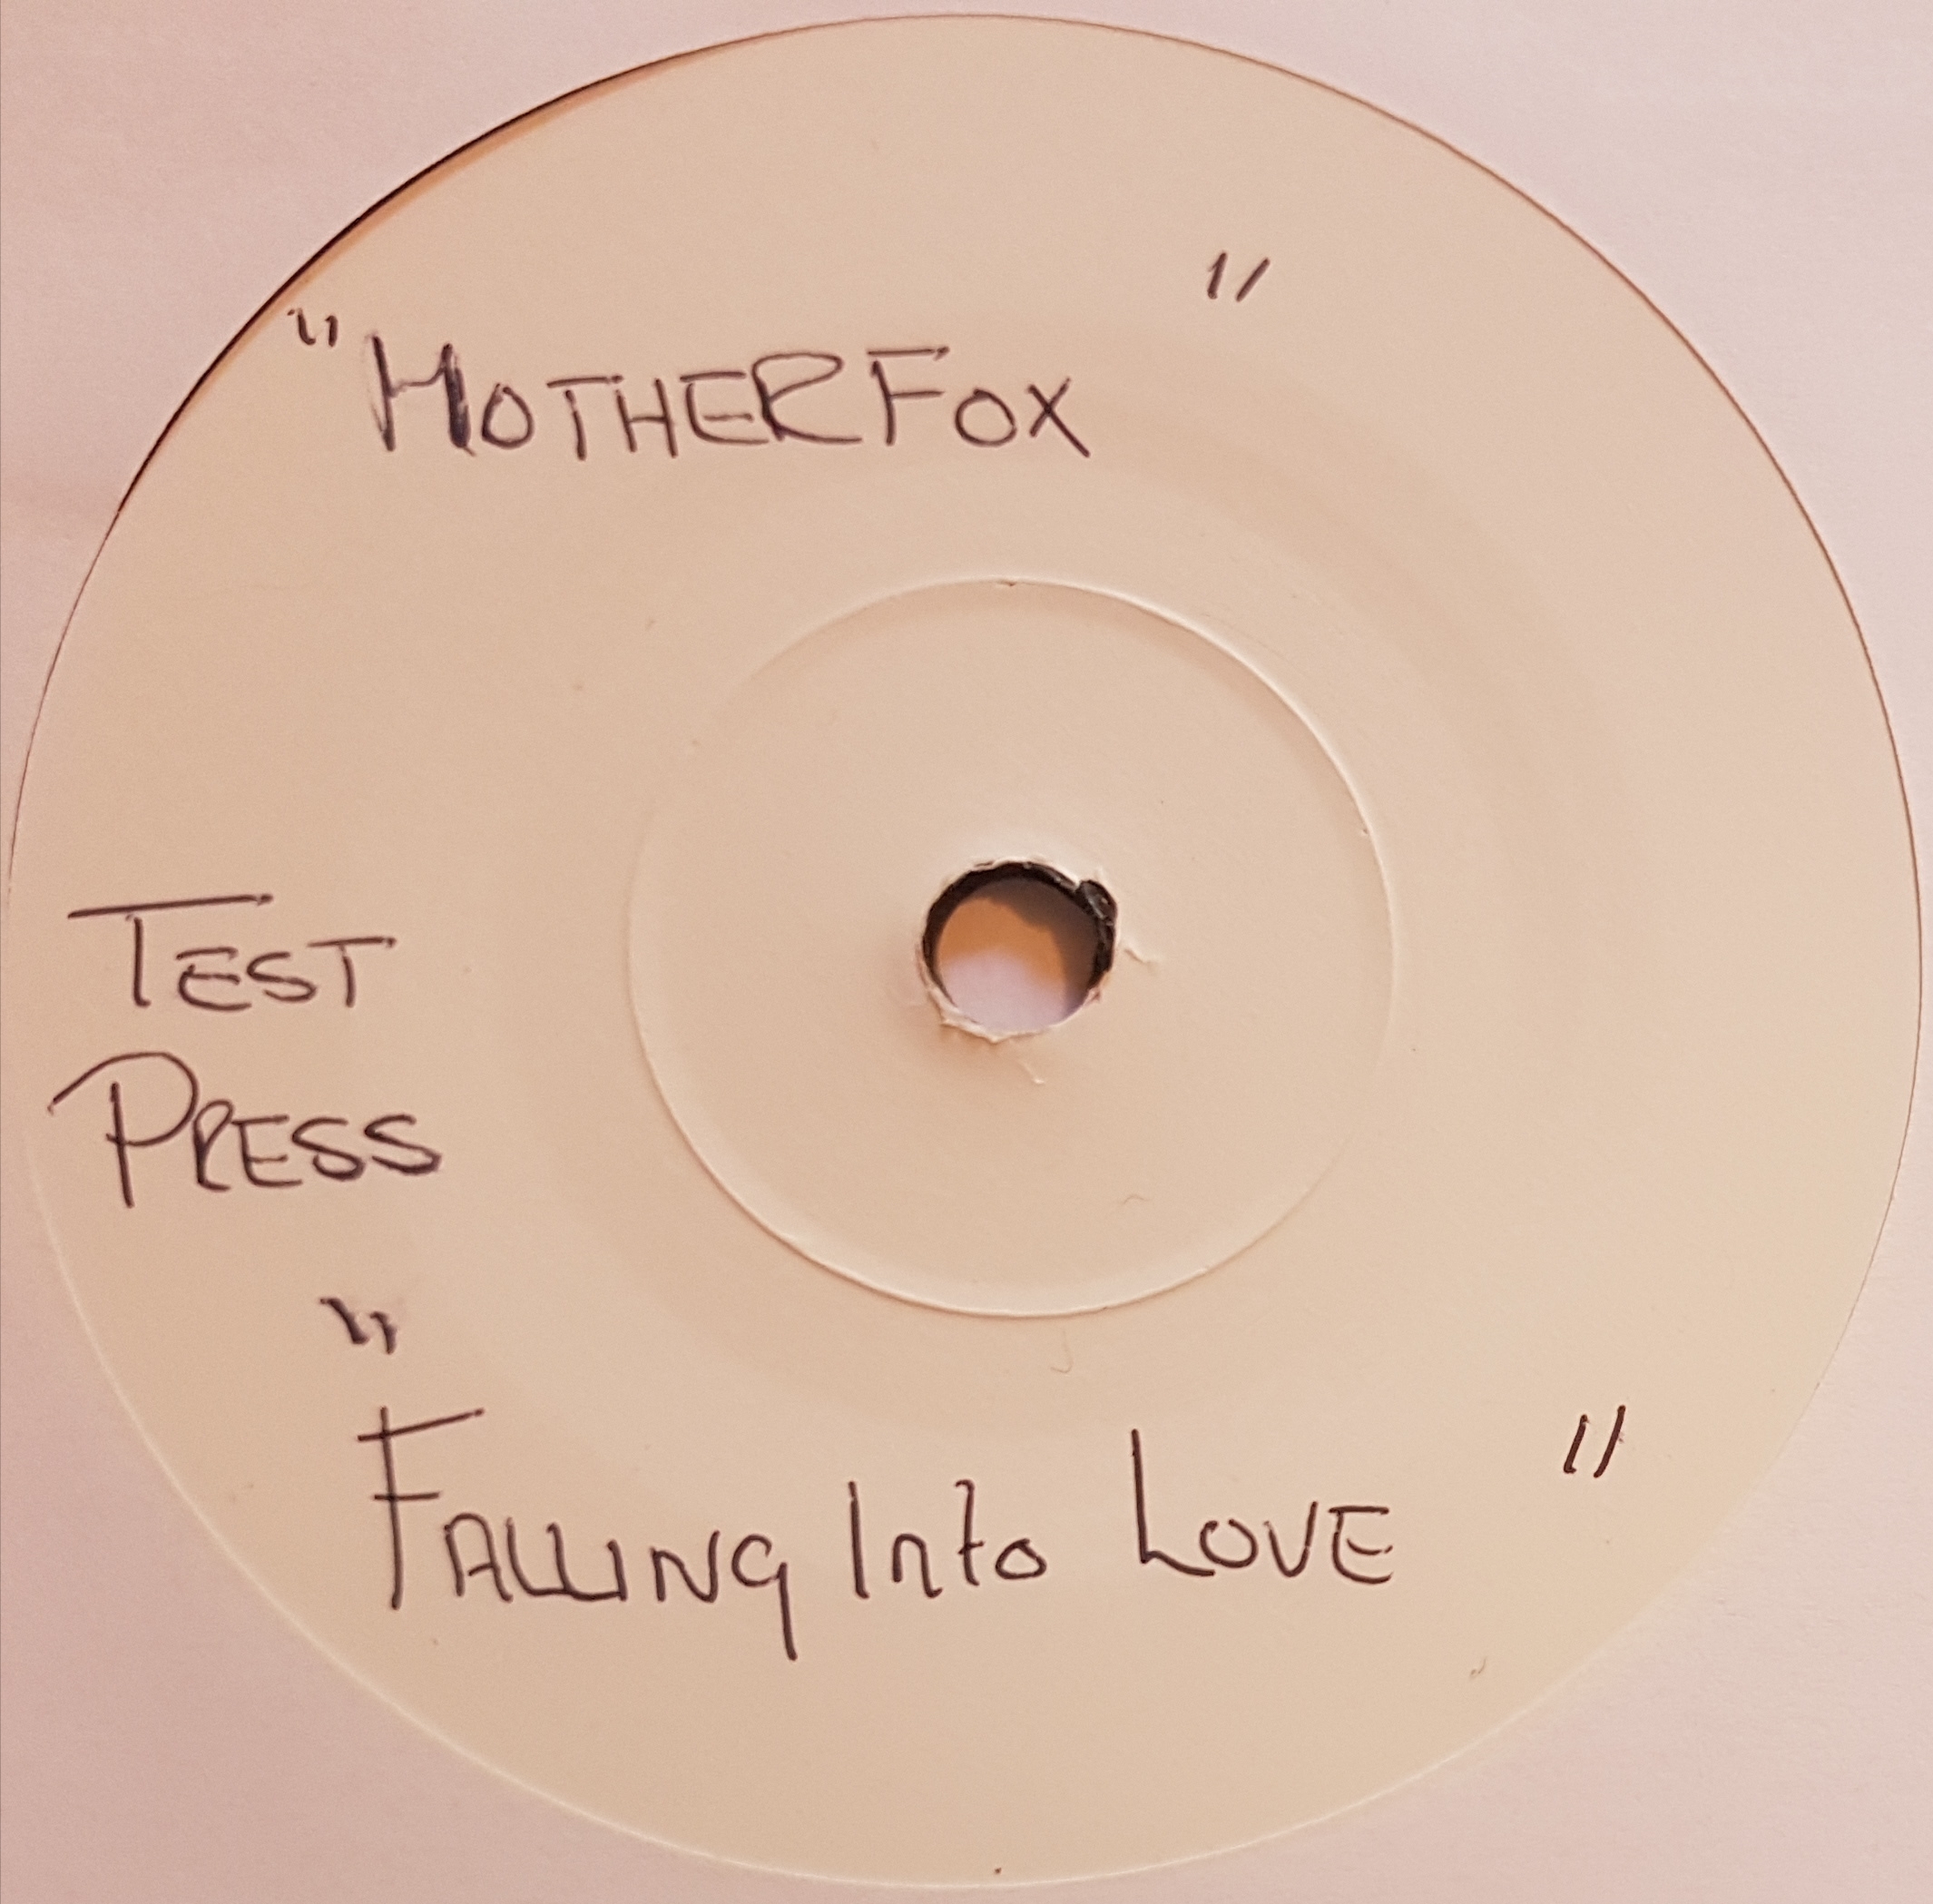 "MOTHERFOX"
TEST
PRESS
"FALLING Into LOVE"